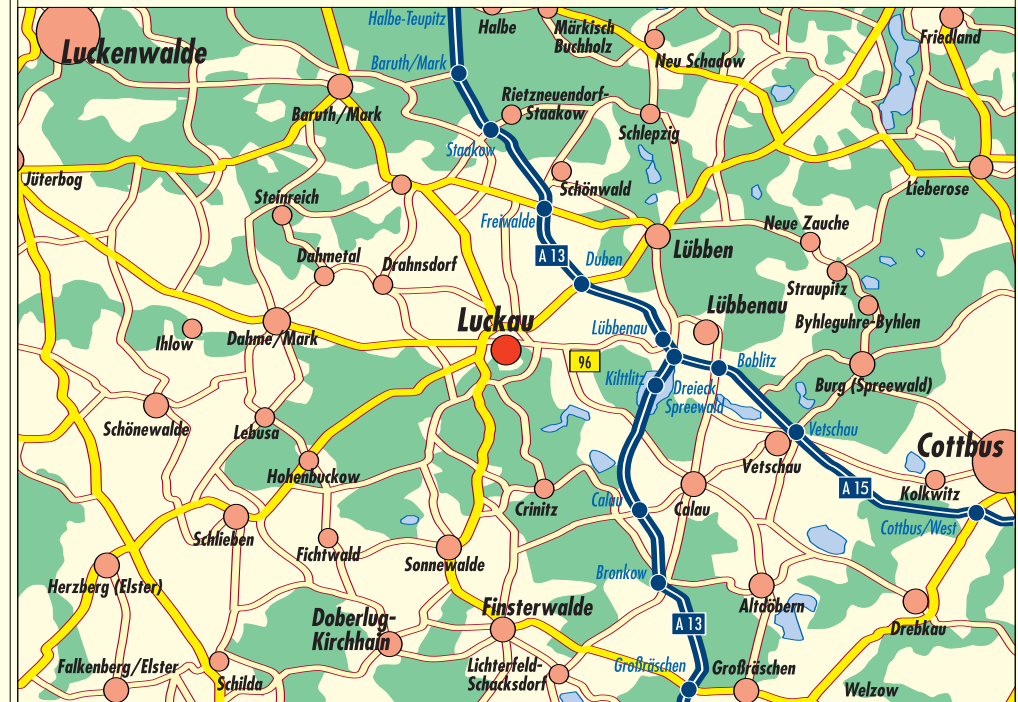 Halbe-Teupitz
Halbe
Märkisch
Buchholz
Friedland
Luckenwalde
Neu Schadow
Baruth/Mark
Rietzneuendorf-
Staakow
Baruth/Mark
Schlepzig
Staakow
Jüterbog
Schönwald
Lieberose
Steinreich
Freiwalde
Neue Zauche
Lübben
A 13
Duben
Dahmetal
Drahnsdorf
Straupitz
Lübbenau
Luckau
Byhleguhre-Byhlen
Lübbenau
Ihlow
Dahme/Mark
96
Boblitz
Kilttlitz
Dreieck
Spreewald
Burg (Spreewald)
Schönewalde
Lebusa
Vetschau
Cottbus
Vetschau
Hohenbuckow
A 15
Kolkwitz
Crinitz
Calau
Calau
Cottbus/West
Schlieben
Fichtwald
Sonnewalde
Bronkow
Herzberg (Elster)
Altdöbern
Finsterwalde
Doberlug-
Kirchhain
A 13
Drebkau
Falkenberg/Elster
Lichterfeld-
Schacksdorf
Großräschen
Großräschen
Schilda
Welzow